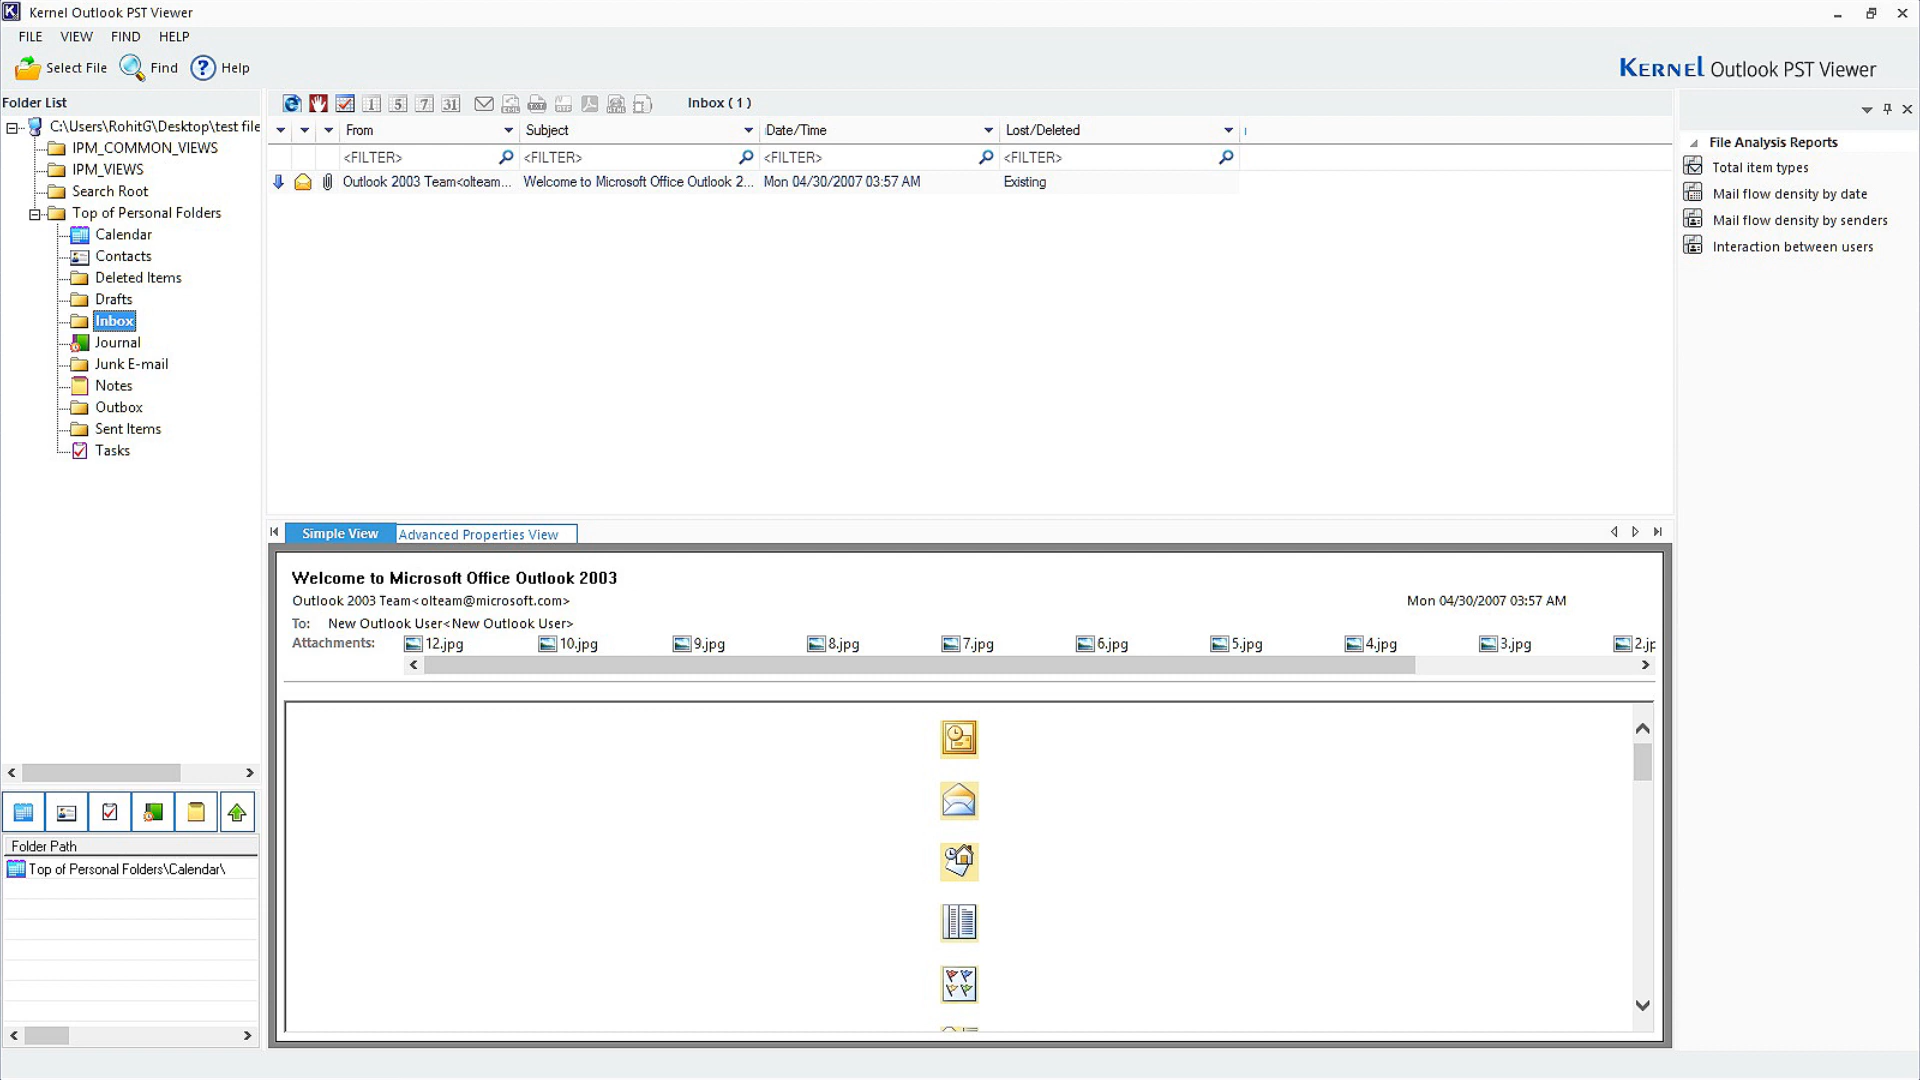 Kernel Outlook PST Viewer
FILE VIEW FIND HELP
Select File Find ? Help
KERNEL Outlook PST Viewer
Folder List
C:\Users\RohitG\Desktop\test file
IPM_COMMON_VIEWS
IPM_VIEWS
Search Root
Top of Personal Folders
Calendar
Contacts
Deleted Items
Drafts
Inbox
Journal
Junk E-mail
Notes
Outbox
Sent Items
Tasks
Folder Path
Top of Personal Folders\Calendar\
1 5 7 31 Inbox ( 1 )
From Subject Date/Time Lost/Deleted
<FILTER> <FILTER> <FILTER> <FILTER>
Outlook 2003 Team<olteam... Welcome to Microsoft Office Outlook 2... Mon 04/30/2007 03:57 AM Existing
Simple View Advanced Properties View
Welcome to Microsoft Office Outlook 2003
Outlook 2003 Team<olteam@microsoft.com> Mon 04/30/2007 03:57 AM
To: New Outlook User<New Outlook User>
Attachments: 12.jpg 10.jpg 9.jpg 8.jpg 7.jpg 6.jpg 5.jpg 4.jpg 3.jpg 2.jp
File Analysis Reports
Total item types
Mail flow density by date
Mail flow density by senders
Interaction between users